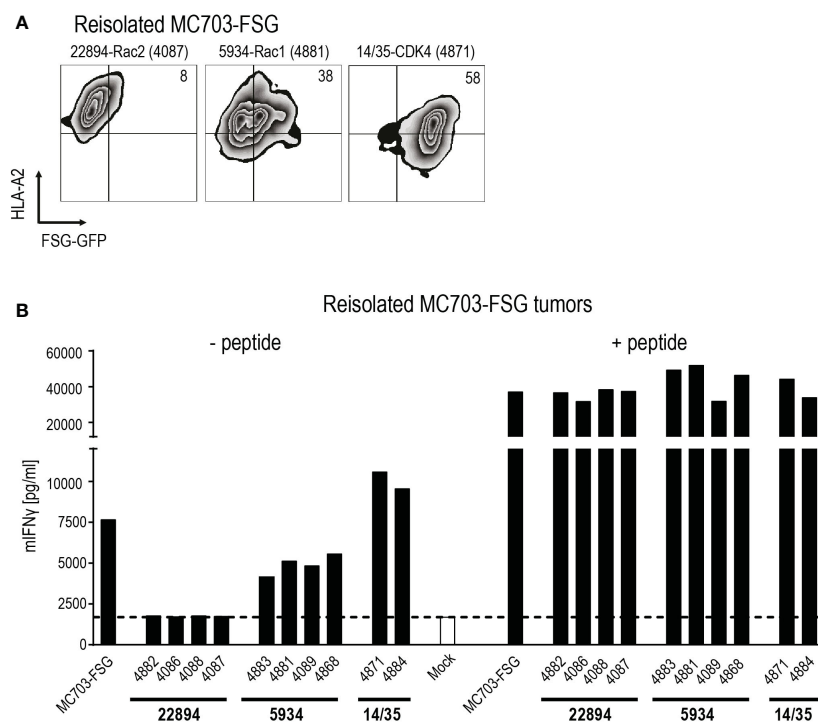 A
Reisolated MC703-FSG
22894-Rac2 (4087) 5934-Rac1 (4881) 14/35-CDK4 (4871)
8 38 58
HLA-A2
FSG-GFP
B
Reisolated MC703-FSG tumors
- peptide + peptide
60000
40000
20000
10000
7500
5000
2500
0
mIFNγ [pg/ml]
MC703-FSG 4882 4086 4088 4087 4883 4881 4089 4868 4871 4884 Mock MC703-FSG 4882 4086 4088 4087 4883 4881 4089 4868 4871 4884
22894 5934 14/35 22894 5934 14/35